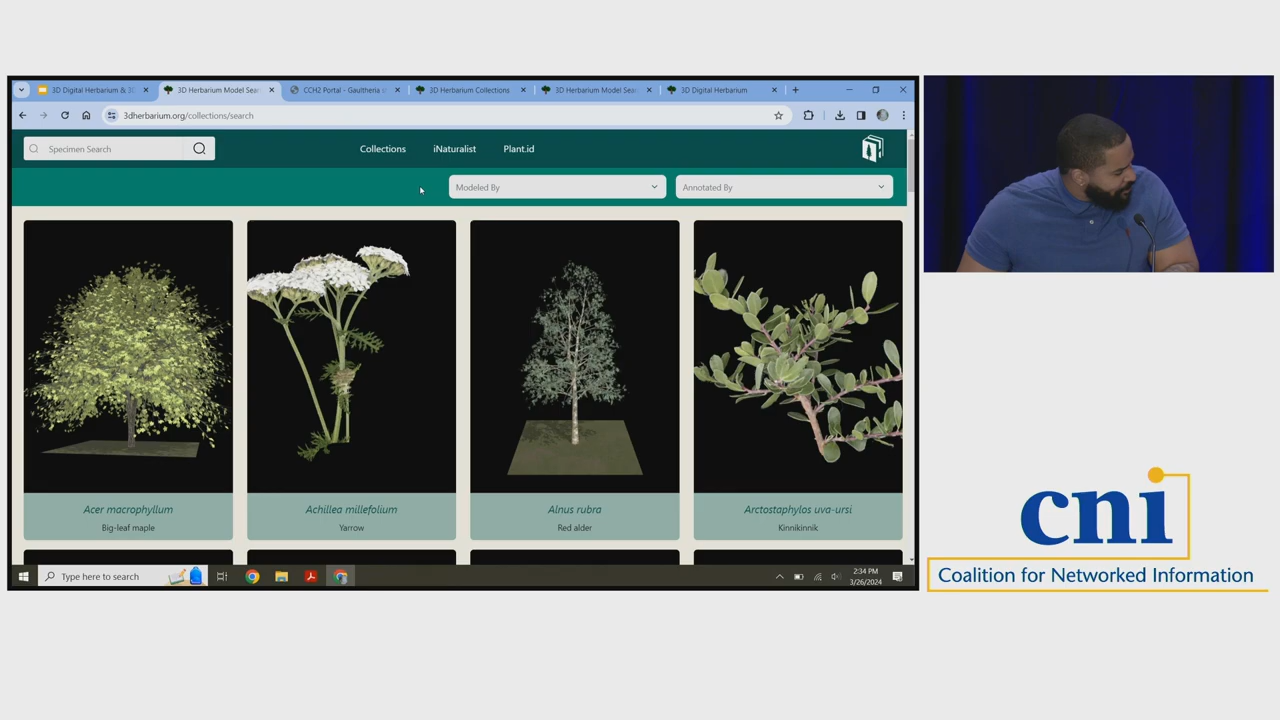 3D Digital Herbarium & 3D
3D Herbarium Model Sear
CCH2 Portal - Gaultheria s
3D Herbarium Collections
3D Herbarium Model Sea
3D Digital Herbarium
3dherbarium.org/collections/search
Specimen Search
Collections
iNaturalist
Plant.id
Modeled By
Annotated By
Acer macrophyllum
Big-leaf maple
Achillea millefolium
Yarrow
Alnus rubra
Red alder
Arctostaphylos uva-ursi
Kinnikinnik
Type here to search
2:34 PM
3/26/2024
cni
Coalition for Networked Information